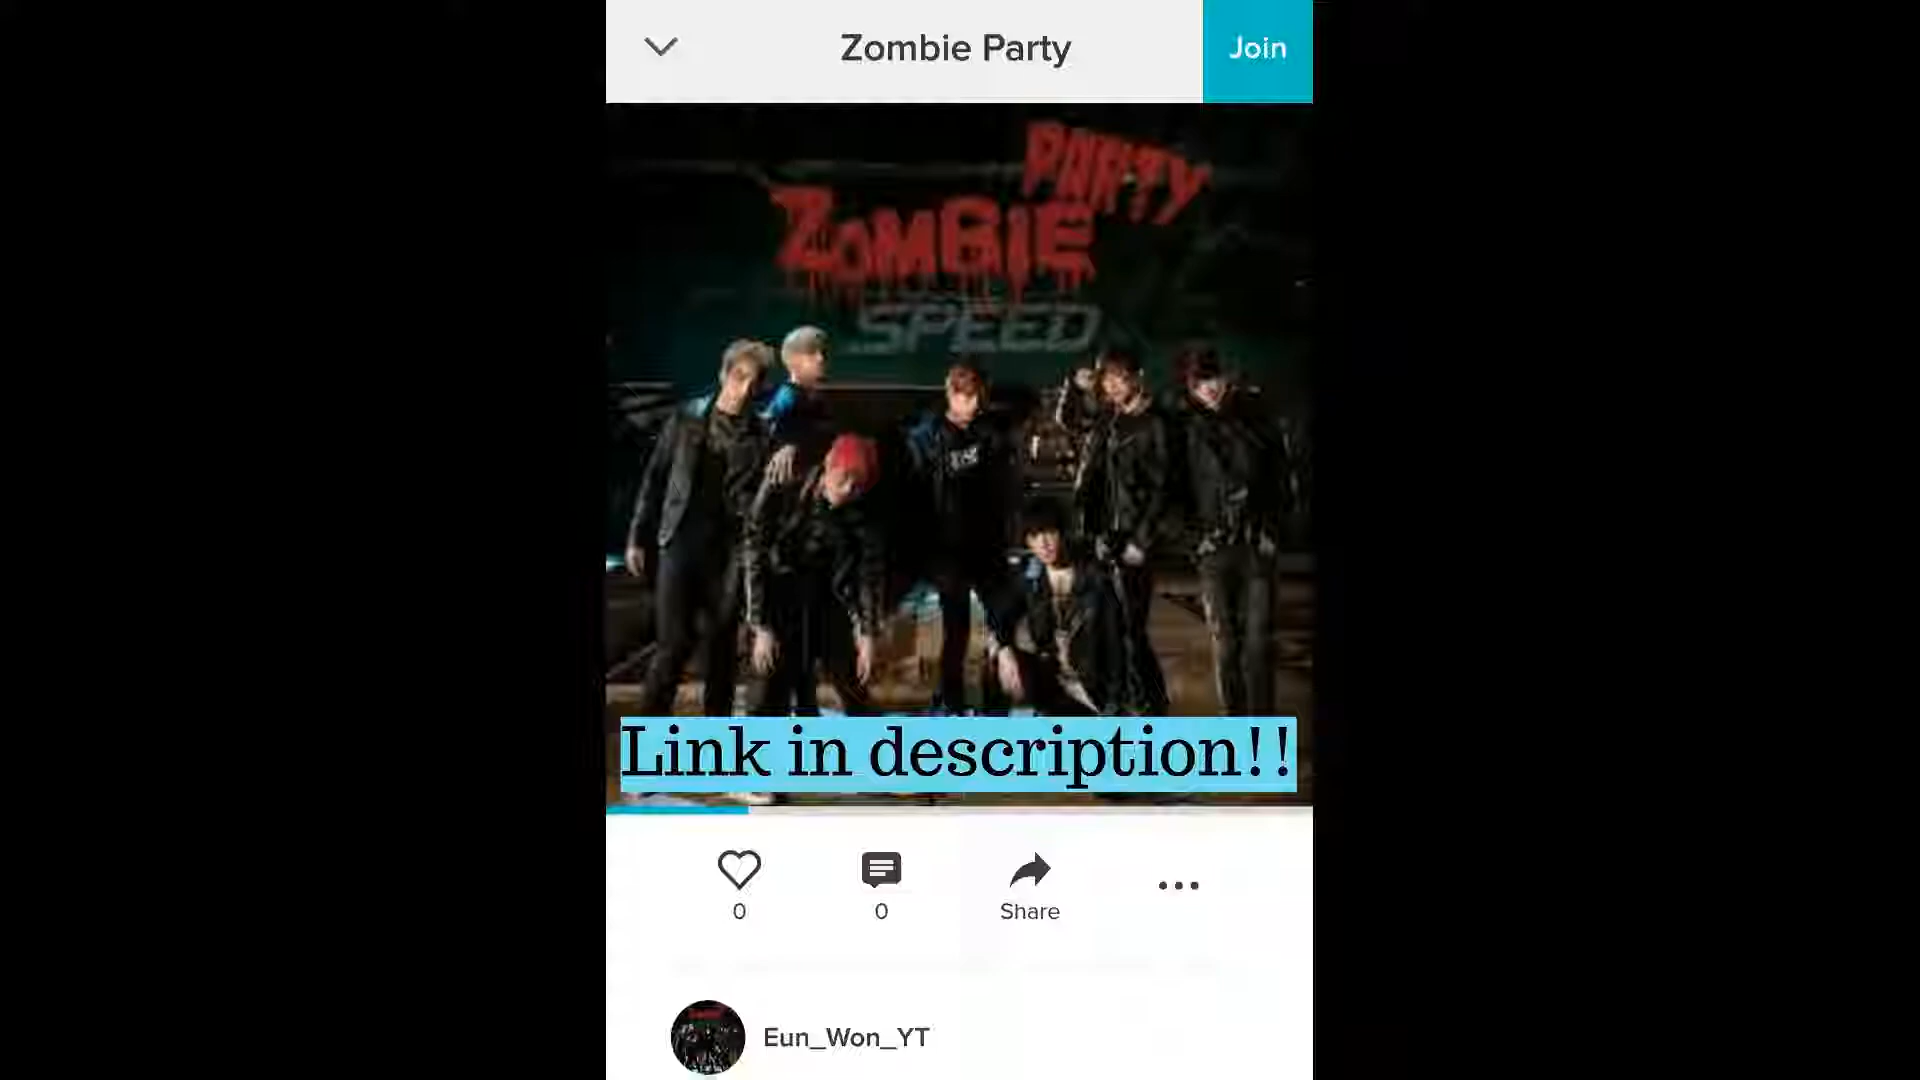 Zombie Party
Join
PARTY
ZOMBIE
SPEED
Link in description!!
0
0
Share
Eun_Won_YT